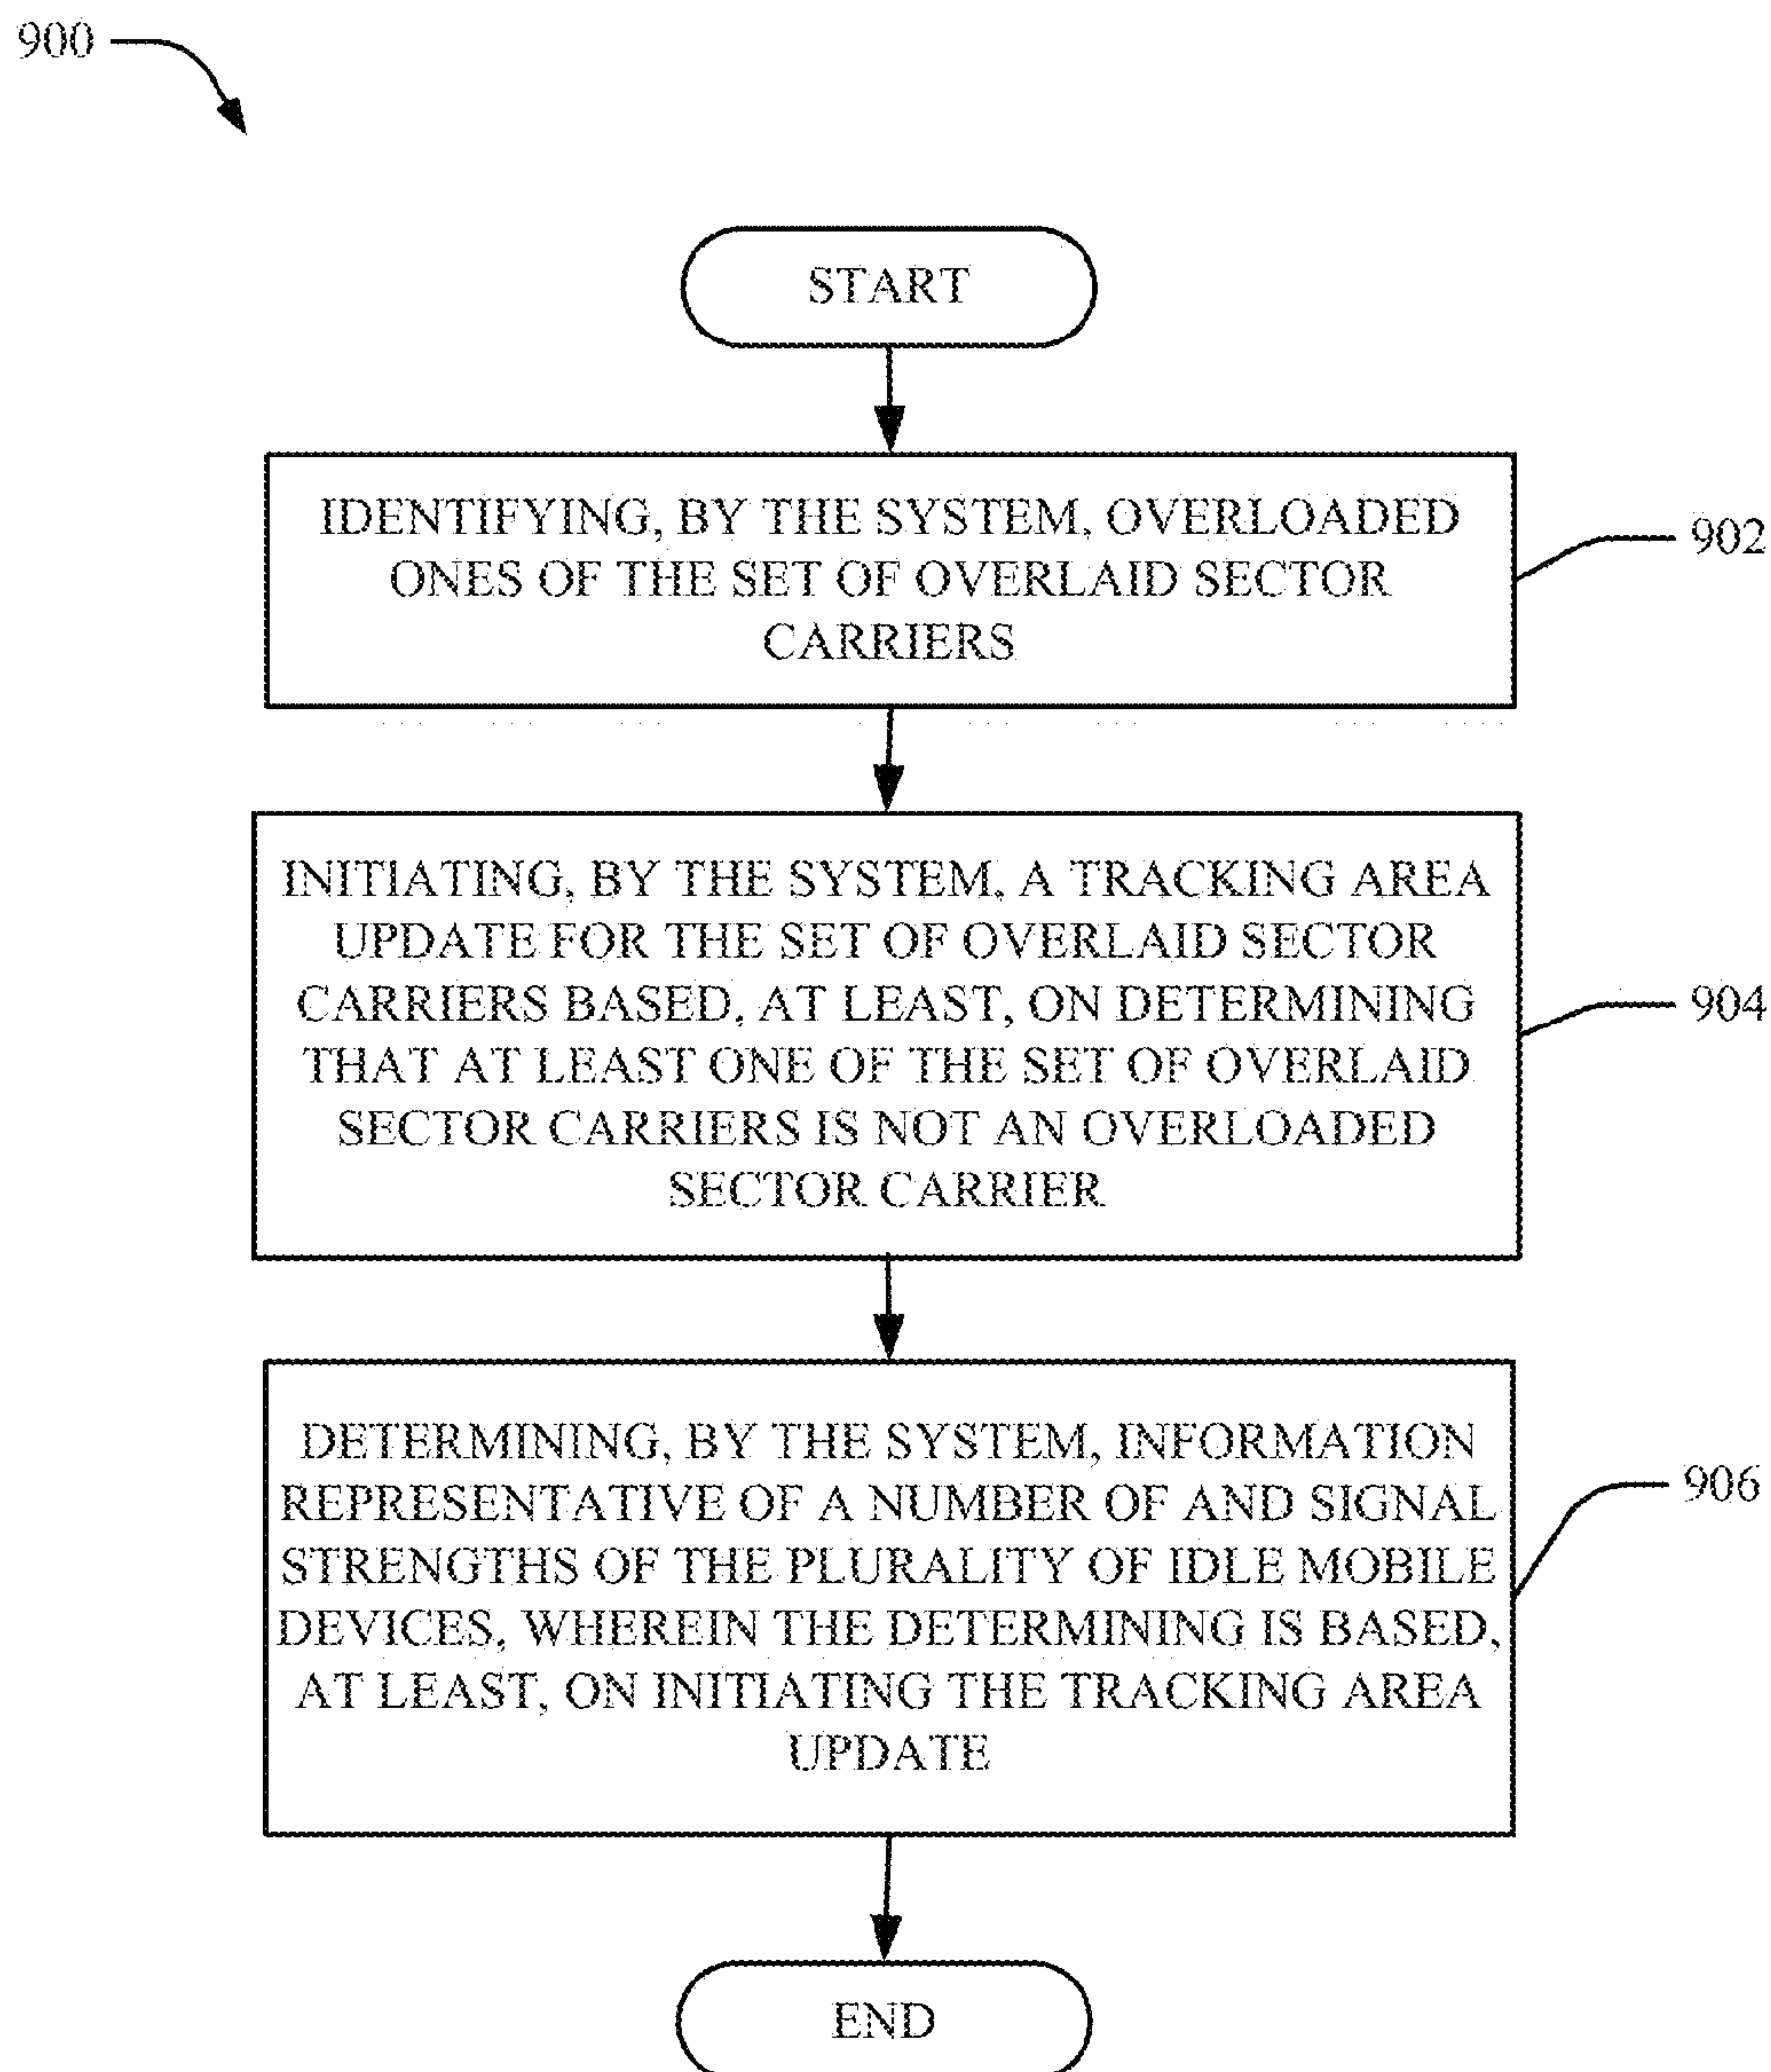 900
START
IDENTIFYING, BY THE SYSTEM, OVERLOADED
ONES OF THE SET OF OVERLAID SECTOR
CARRIERS
902
INITIATING, BY THE SYSTEM, A TRACKING AREA
UPDATE FOR THE SET OF OVERLAID SECTOR
CARRIERS BASED, AT LEAST, ON DETERMINING
THAT AT LEAST ONE OF THE SET OF OVERLAID
SECTOR CARRIERS IS NOT AN OVERLOADED
SECTOR CARRIER
904
DETERMINING, BY THE SYSTEM, INFORMATION
REPRESENTATIVE OF A NUMBER OF AND SIGNAL
STRENGTHS OF THE PLURALITY OF IDLE MOBILE
DEVICES, WHEREIN THE DETERMINING IS BASED,
AT LEAST, ON INITIATING THE TRACKING AREA
UPDATE
906
END